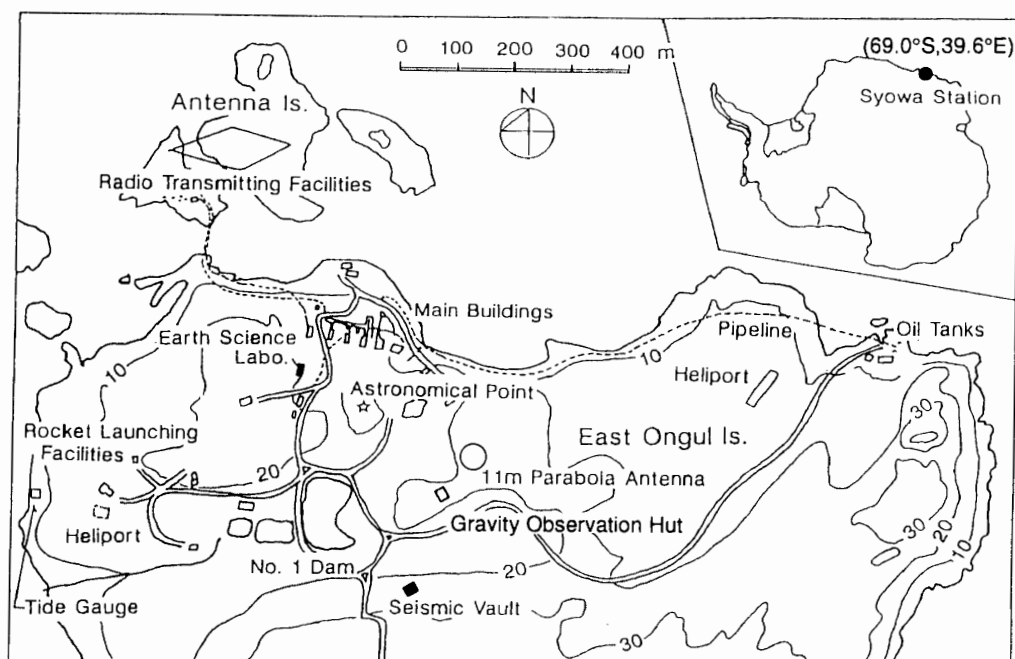 0 100 200 300 400 m
(69.0°S,39.6°E)
Syowa Station
N
Antenna Is.
Radio Transmitting Facilities
Main Buildings
Earth Science
Labo.
Pipeline
Oil Tanks
10
10
Heliport
Astronomical Point
30
Rocket Launching
Facilities
East Ongul Is.
20
11m Parabola Antenna
Gravity Observation Hut
30
20
10
Heliport
No. 1 Dam
20
Tide Gauge
Seismic Vault
30